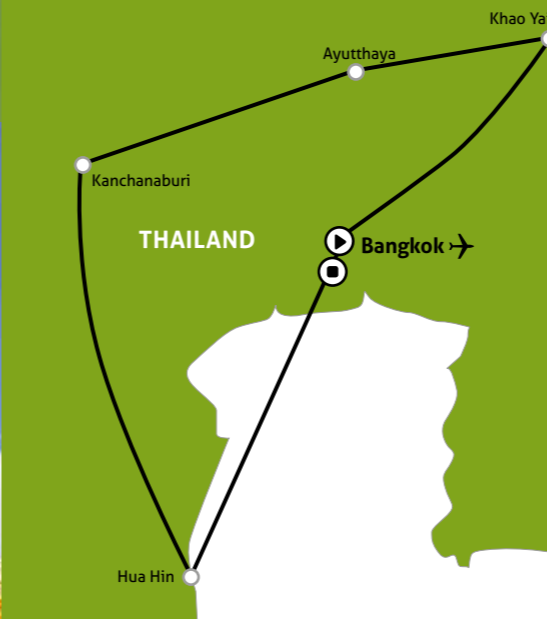 Khao Ya
Ayutthaya
Kanchanaburi
THAILAND
Bangkok
Hua Hin